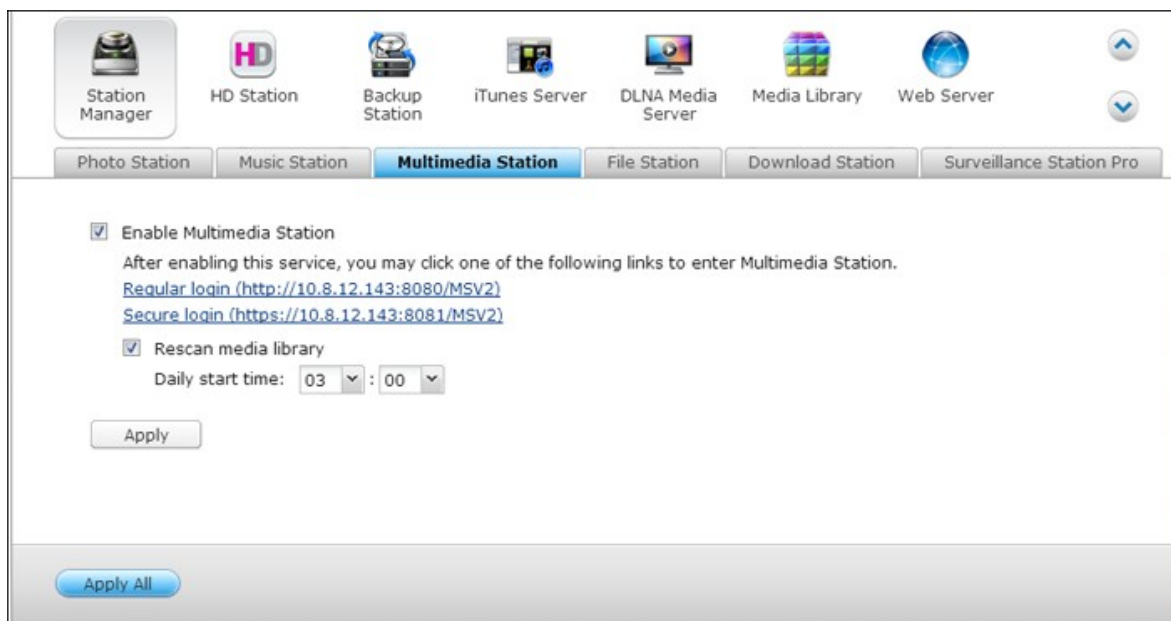 HD
Station Manager
HD Station
Backup Station
iTunes Server
DLNA Media Server
Media Library
Web Server
Photo Station
Music Station
Multimedia Station
File Station
Download Station
Surveillance Station Pro
Enable Multimedia Station
After enabling this service, you may click one of the following links to enter Multimedia Station.
Regular login (http://10.8.12.143:8080/MSV2)
Secure login (https://10.8.12.143:8081/MSV2)
Rescan media library
Daily start time: 03 : 00
Apply
Apply All